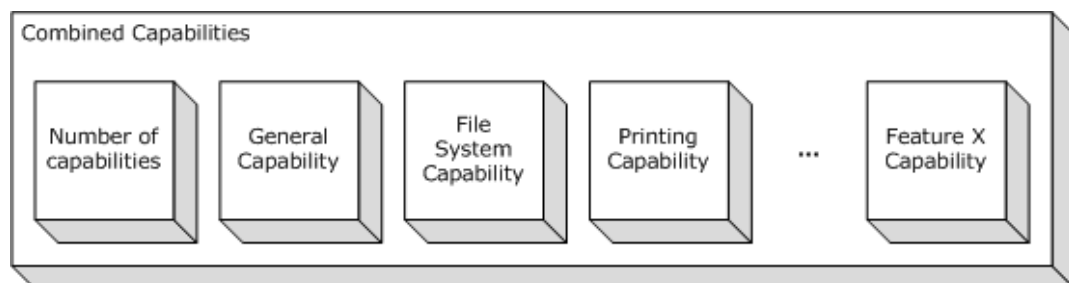 Combined Capabilities
Number of
capabilities
General
Capability
File
System
Capability
Printing
Capability
...
Feature X
Capability